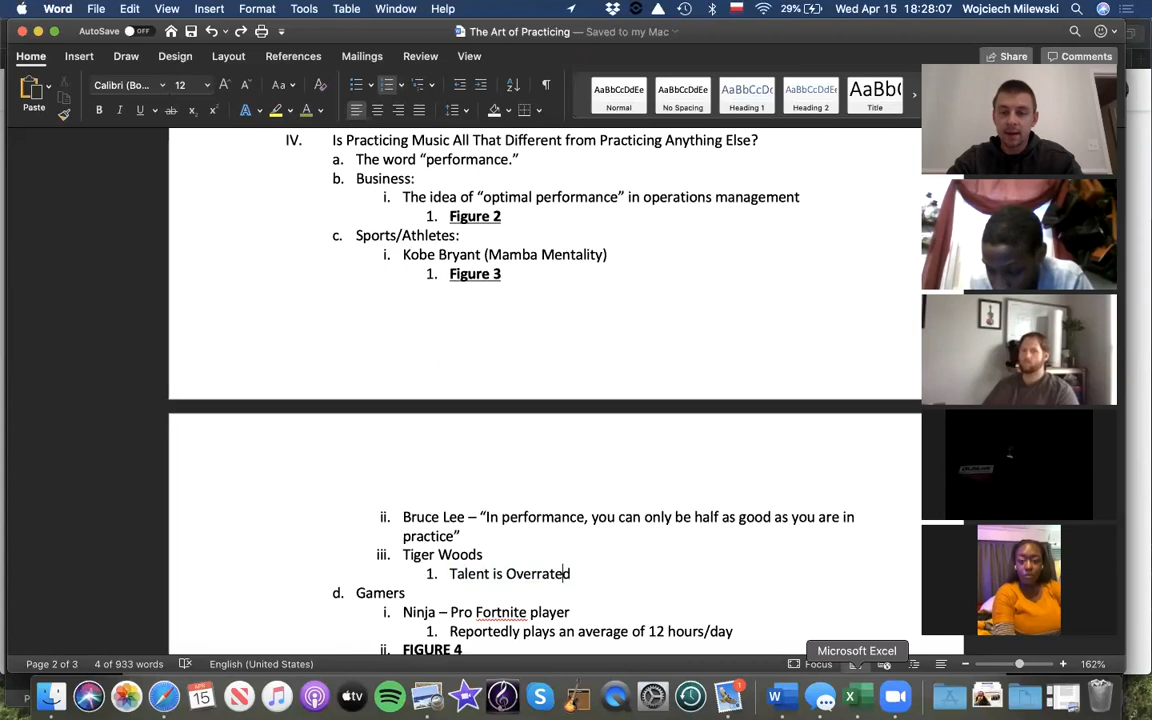 Word File Edit View Insert Format Tools Table Window Help 29% Wed Apr 15 18:28:07 Wojciech Milewski
AutoSave OFF The Art of Practicing — Saved to my Mac
Home Insert Draw Design Layout References Mailings Review View Share Comments
Paste Calibri (Bo... 12 Aa
AaBbCcDdEe AaBbCcDdEe AaBbCcDc AaBbCcDdEe AaBbC
Normal No Spacing Heading 1 Heading 2 Title
IV. Is Practicing Music All That Different from Practicing Anything Else?
a. The word “performance.”
b. Business:
i. The idea of “optimal performance” in operations management
1. Figure 2
c. Sports/Athletes:
i. Kobe Bryant (Mamba Mentality)
1. Figure 3
ii. Bruce Lee – “In performance, you can only be half as good as you are in
practice”
iii. Tiger Woods
1. Talent is Overrated
d. Gamers
i. Ninja – Pro Fortnite player
1. Reportedly plays an average of 12 hours/day
ii. FIGURE 4
Microsoft Excel
Page 2 of 3 4 of 933 words English (United States) Focus 162%
APR
15
tv
1